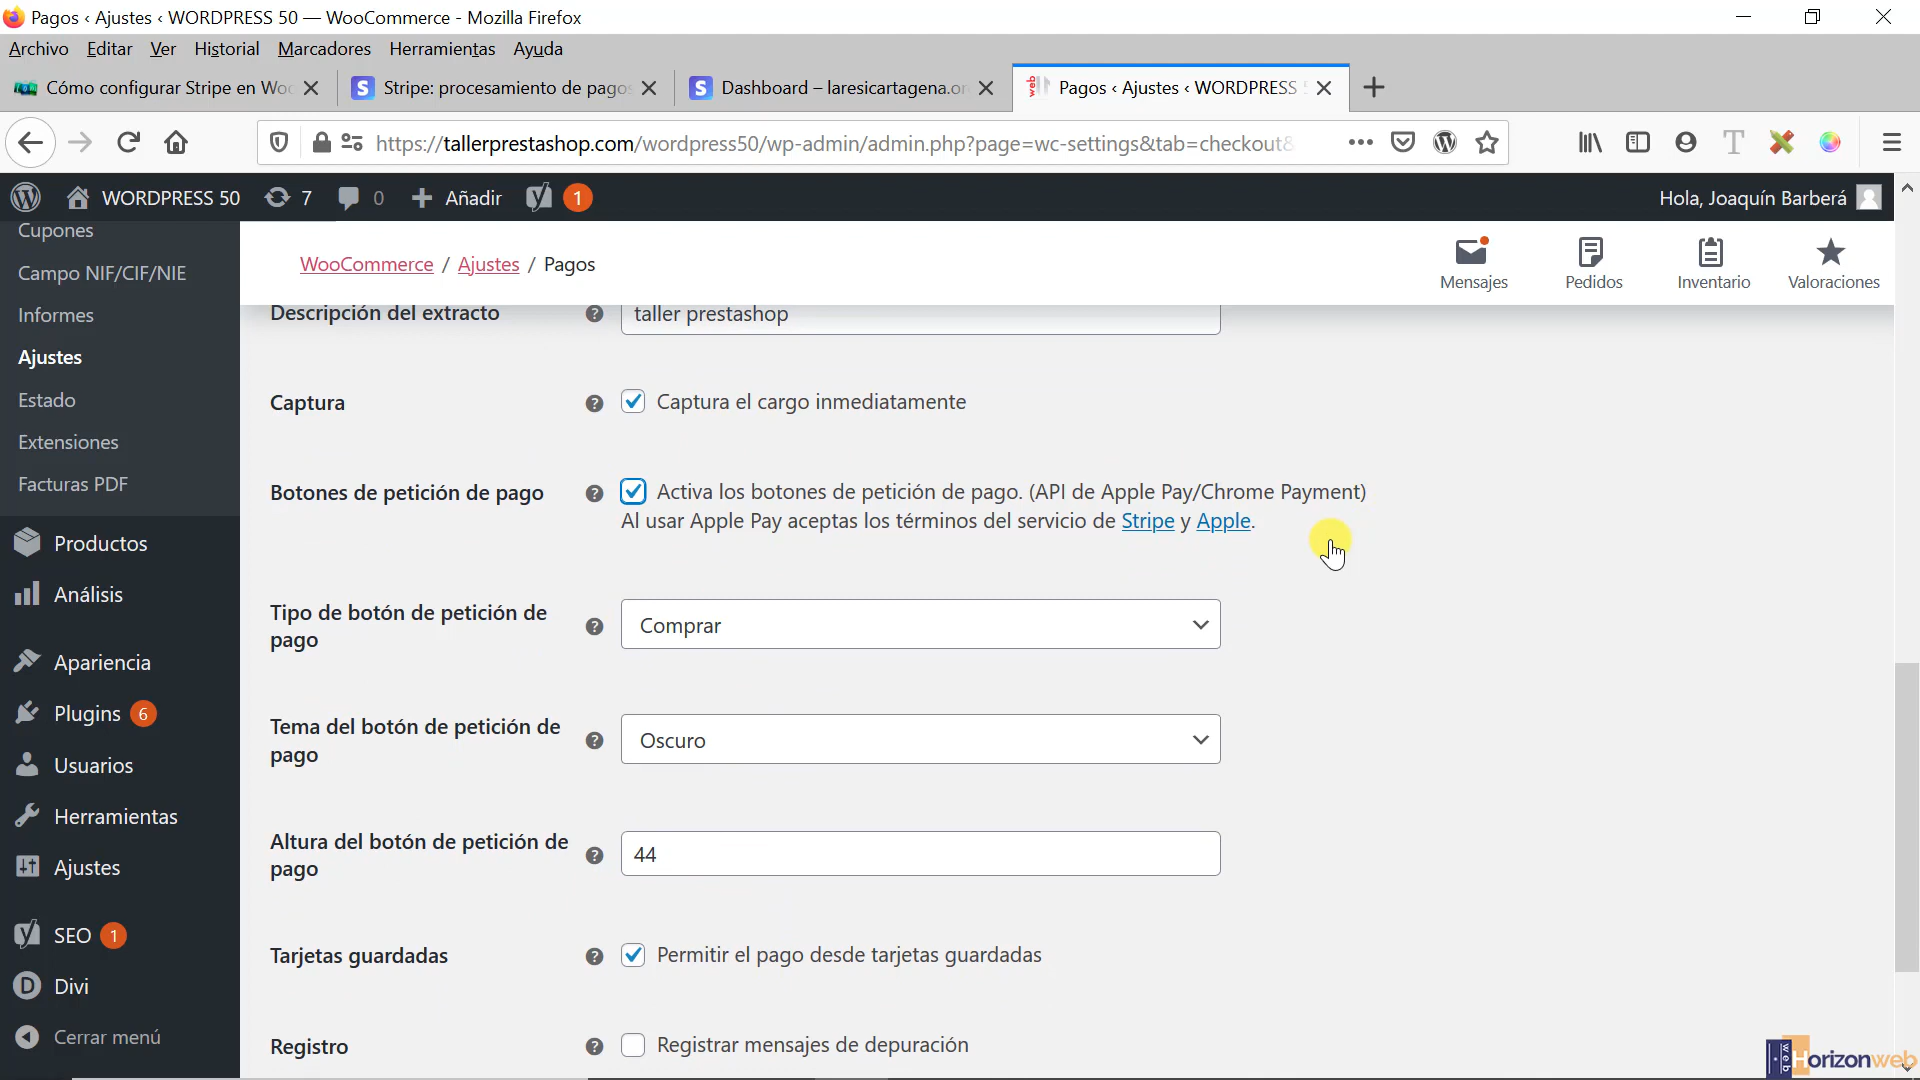 Pagos ‹ Ajustes ‹ WORDPRESS 50 — WooCommerce - Mozilla Firefox
Archivo Editar Ver Historial Marcadores Herramientas Ayuda
Cómo configurar Stripe en Woo
Stripe: procesamiento de pagos
Dashboard – laresicartagena.or
Pagos ‹ Ajustes ‹ WORDPRESS 5
https://tallerprestashop.com/wordpress50/wp-admin/admin.php?page=wc-settings&tab=checkout&
WORDPRESS 50 7 0 Añadir 1
Hola, Joaquín Barberá
Cupones
Campo NIF/CIF/NIE
Informes
Ajustes
Estado
Extensiones
Facturas PDF
Productos
Análisis
Apariencia
Plugins 6
Usuarios
Herramientas
Ajustes
SEO 1
Divi
Cerrar menú
WooCommerce / Ajustes / Pagos
Mensajes
Pedidos
Inventario
Valoraciones
Descripción del extracto
taller prestashop
Captura
Captura el cargo inmediatamente
Botones de petición de pago
Activa los botones de petición de pago. (API de Apple Pay/Chrome Payment)
Al usar Apple Pay aceptas los términos del servicio de Stripe y Apple.
Tipo de botón de petición de
pago
Comprar
Tema del botón de petición de
pago
Oscuro
Altura del botón de petición de
pago
44
Tarjetas guardadas
Permitir el pago desde tarjetas guardadas
Registro
Registrar mensajes de depuración
web
Horizonweb